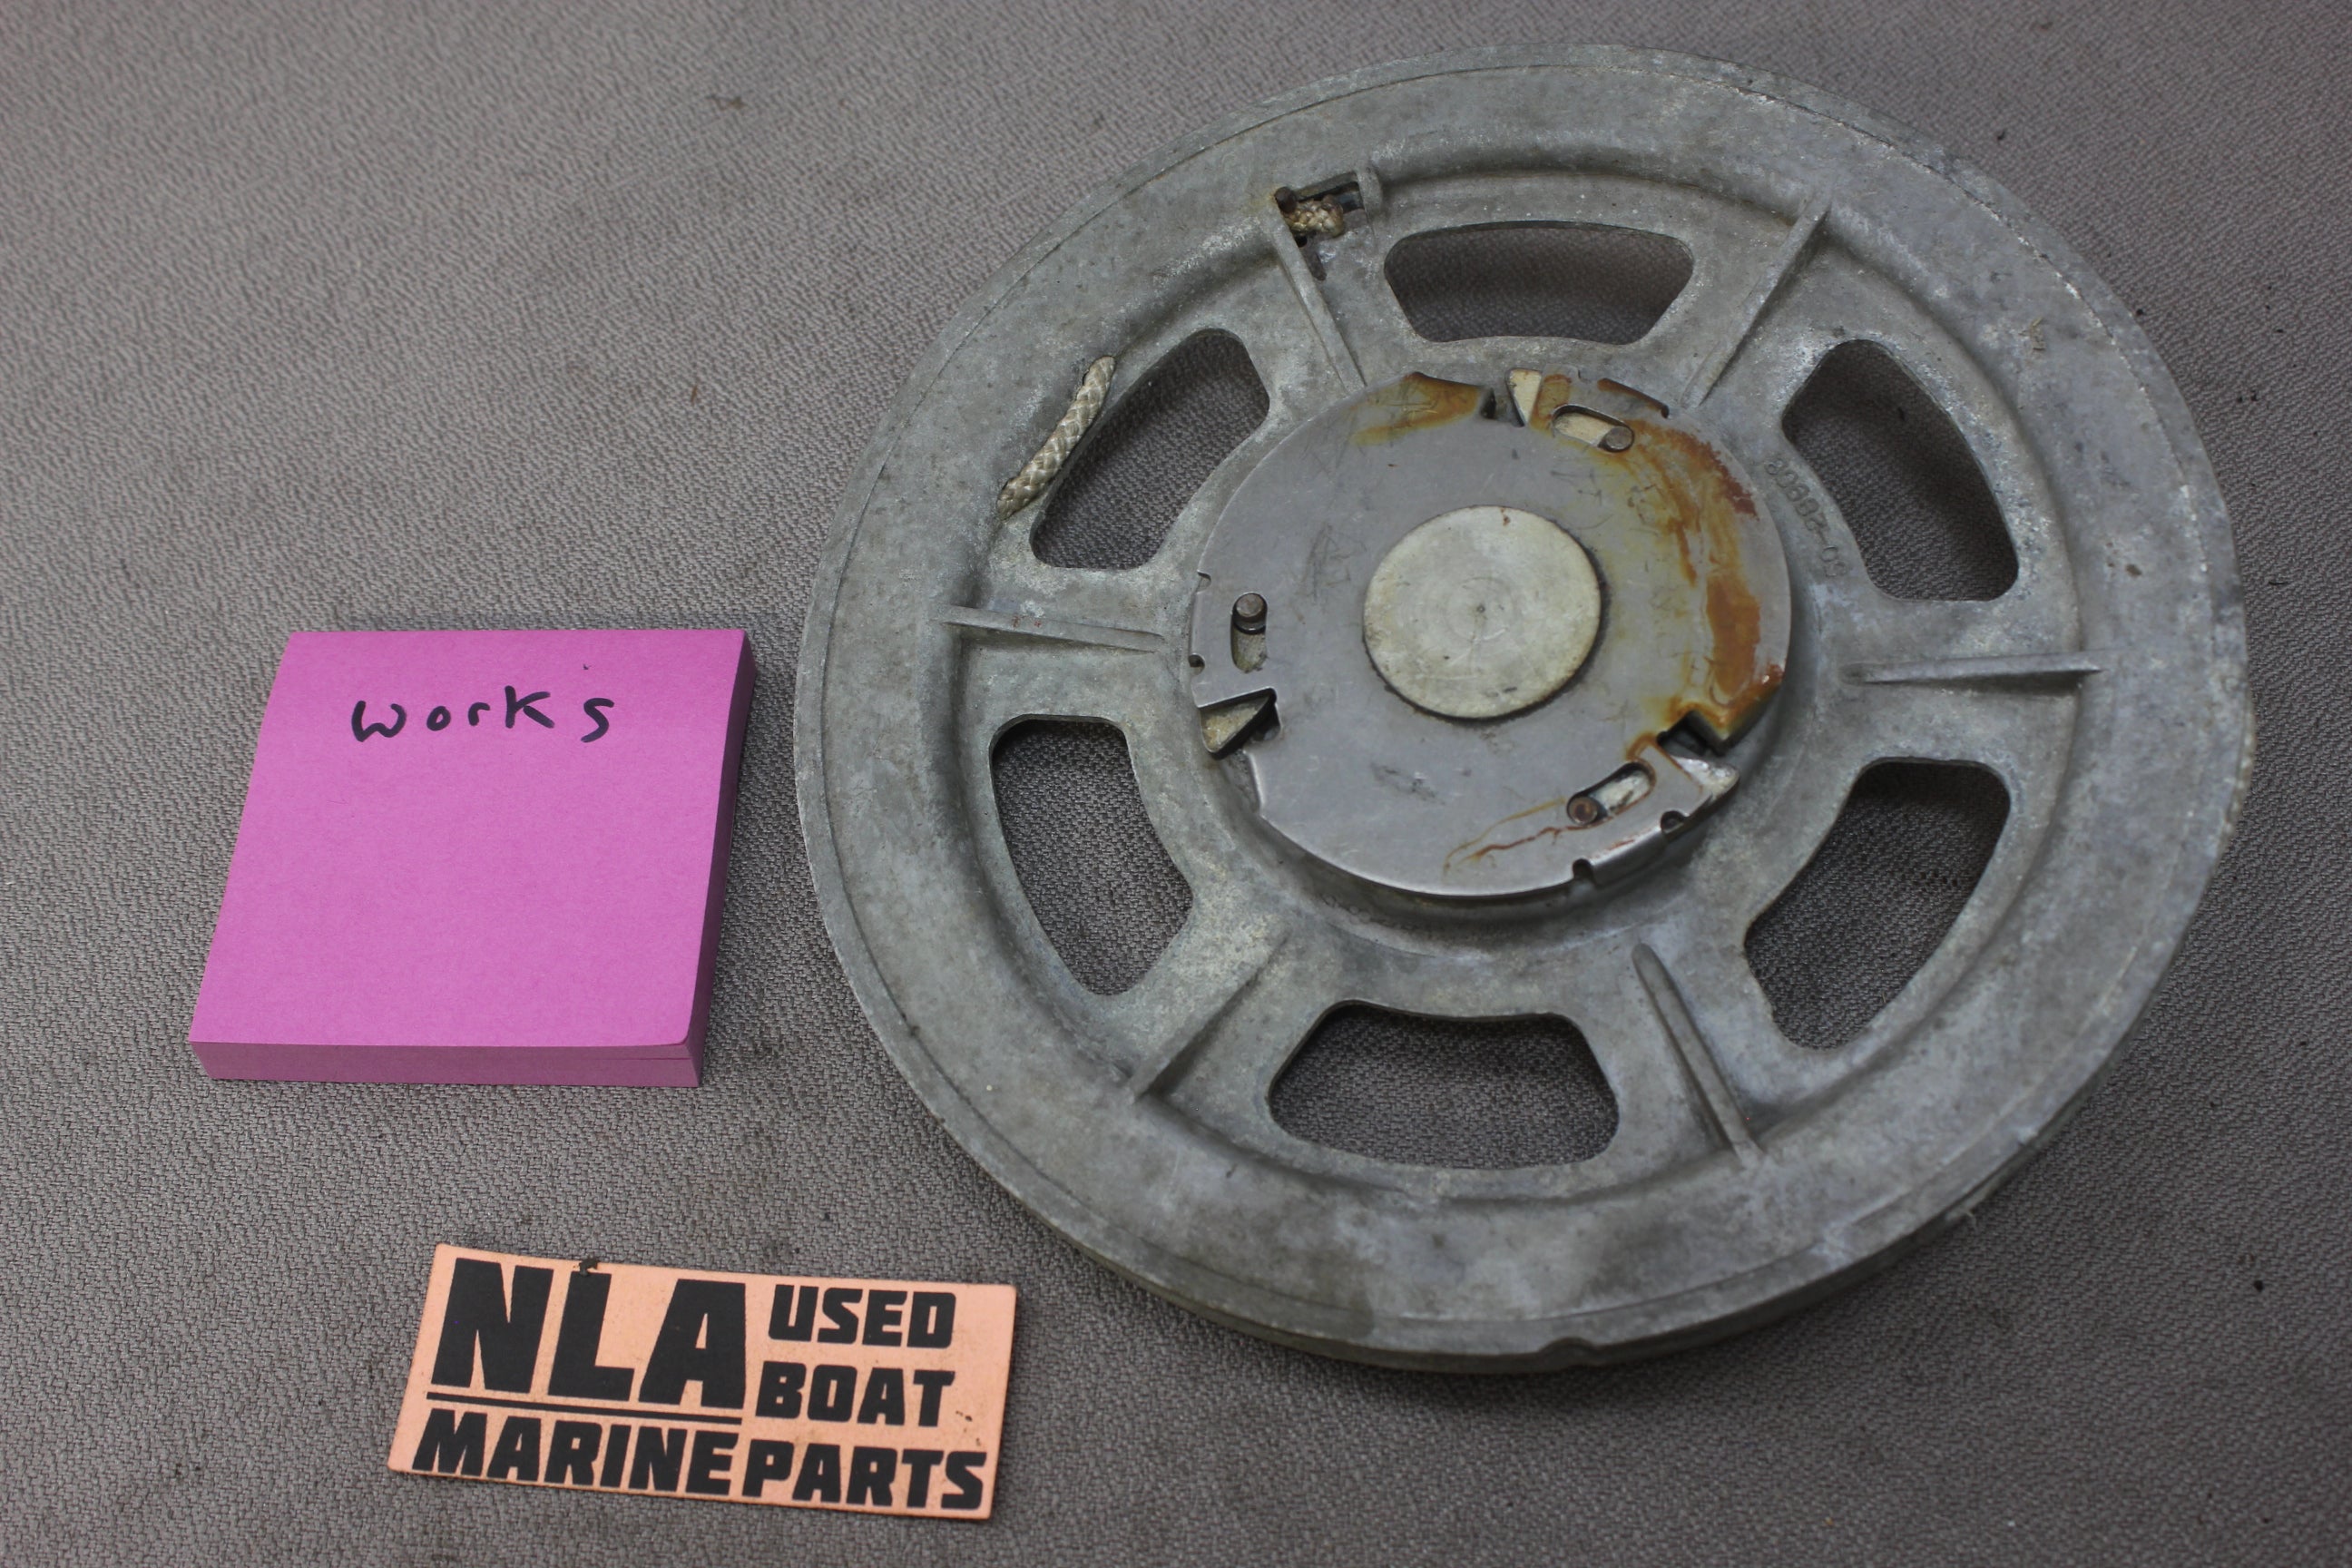 works
NLA USED
BOAT
MARINE PARTS